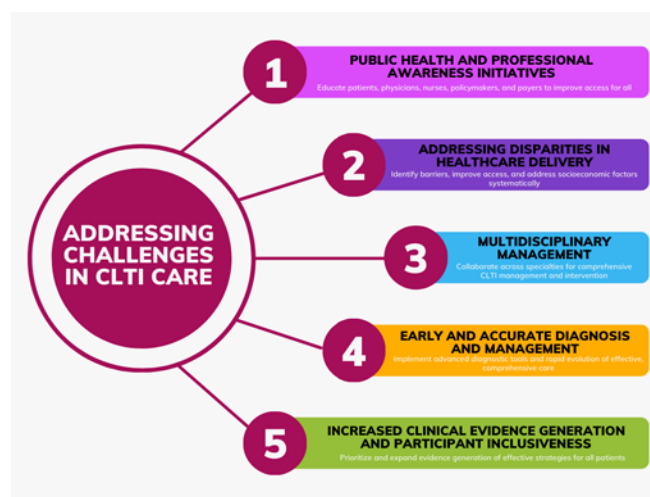 ADDRESSING
CHALLENGES
IN CLTI CARE
1
PUBLIC HEALTH AND PROFESSIONAL
AWARENESS INITIATIVES
Educate patients, physicians, nurses, policymakers, and payers to improve access for all
2
ADDRESSING DISPARITIES IN
HEALTHCARE DELIVERY
Identify barriers, improve access, and address socioeconomic factors
systematically
3
MULTIDISCIPLINARY
MANAGEMENT
Collaborate across specialties for comprehensive
CLTI management and intervention
4
EARLY AND ACCURATE DIAGNOSIS
AND MANAGEMENT
Implement advanced diagnostic tools and rapid evolution of effective,
comprehensive care
5
INCREASED CLINICAL EVIDENCE GENERATION
AND PARTICIPANT INCLUSIVENESS
Prioritize and expand evidence generation of effective strategies for all patients